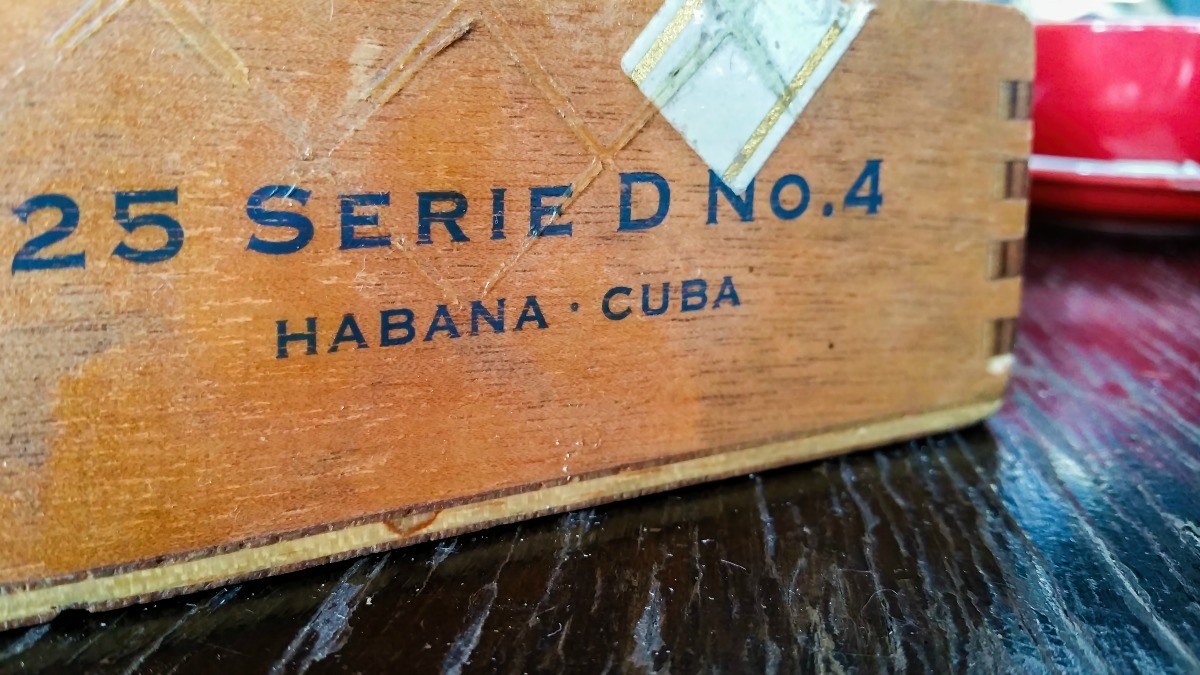 25 SERIE D No.4
HABANA · CUBA